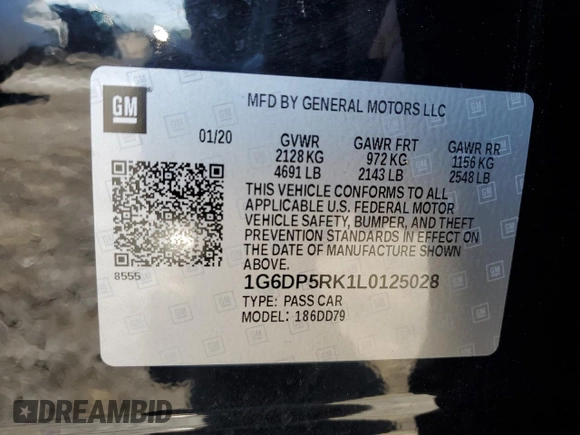 GM
MFD BY GENERAL MOTORS LLC
01/20 GVWR GAWR FRT GAWR RR
2128 KG 972 KG 1156 KG
4691 LB 2143 LB 2548 LB
THIS VEHICLE CONFORMS TO ALL
APPLICABLE U.S. FEDERAL MOTOR
VEHICLE SAFETY, BUMPER, AND THEFT
PREVENTION STANDARDS IN EFFECT ON
THE DATE OF MANUFACTURE SHOWN
ABOVE.
8555
1G6DP5RK1L0125028
TYPE: PASS CAR
MODEL: 186DD79
DREAMBID